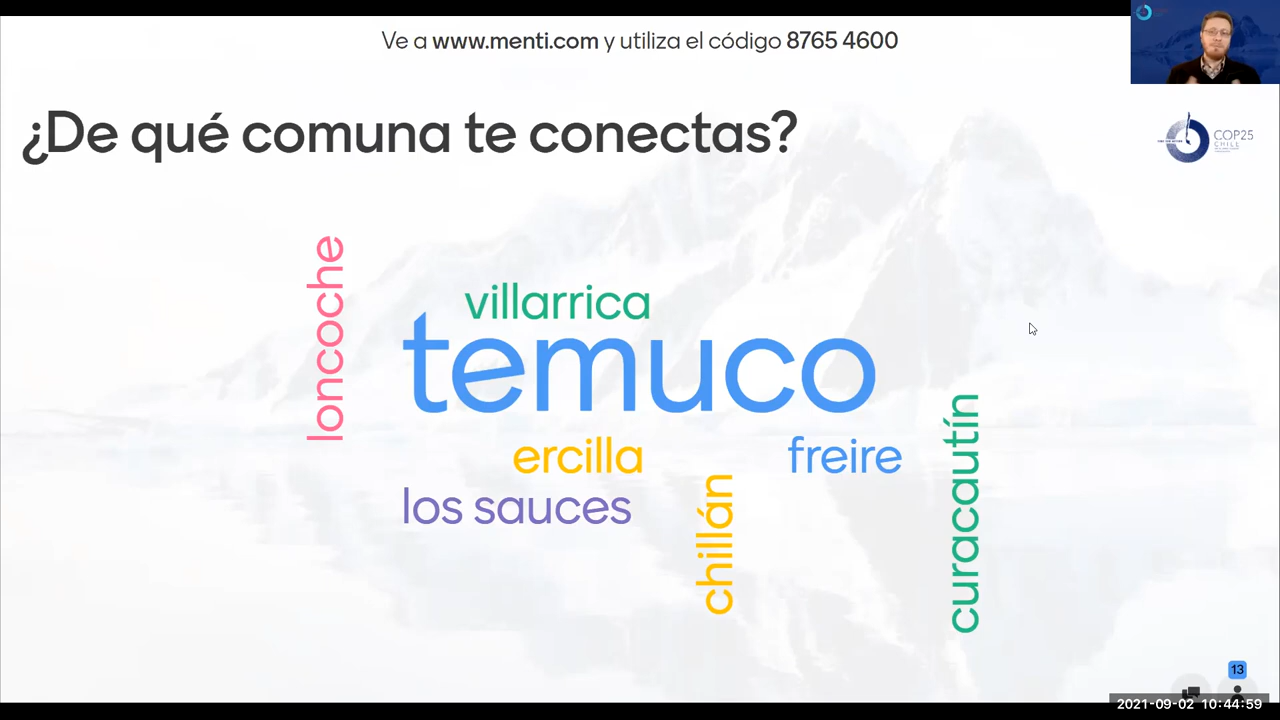 Ve a www.menti.com y utiliza el código 8765 4600
¿De qué comuna te conectas?
COP25
CHILE
loncoche
villarrica
temuco
ercilla
freire
los sauces
chillán
curacautín
13
2021-09-02 10:44:59